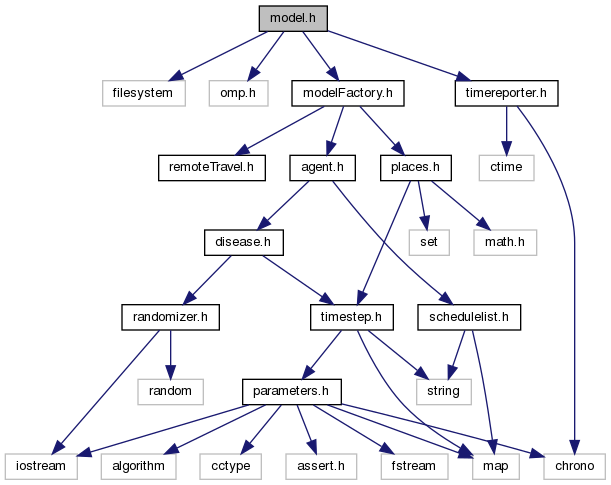 model.h
filesystem
omp.h
modelFactory.h
timereporter.h
remoteTravel.h
agent.h
places.h
ctime
disease.h
set
math.h
randomizer.h
timestep.h
schedulelist.h
random
parameters.h
string
iostream
algorithm
cctype
assert.h
fstream
map
chrono